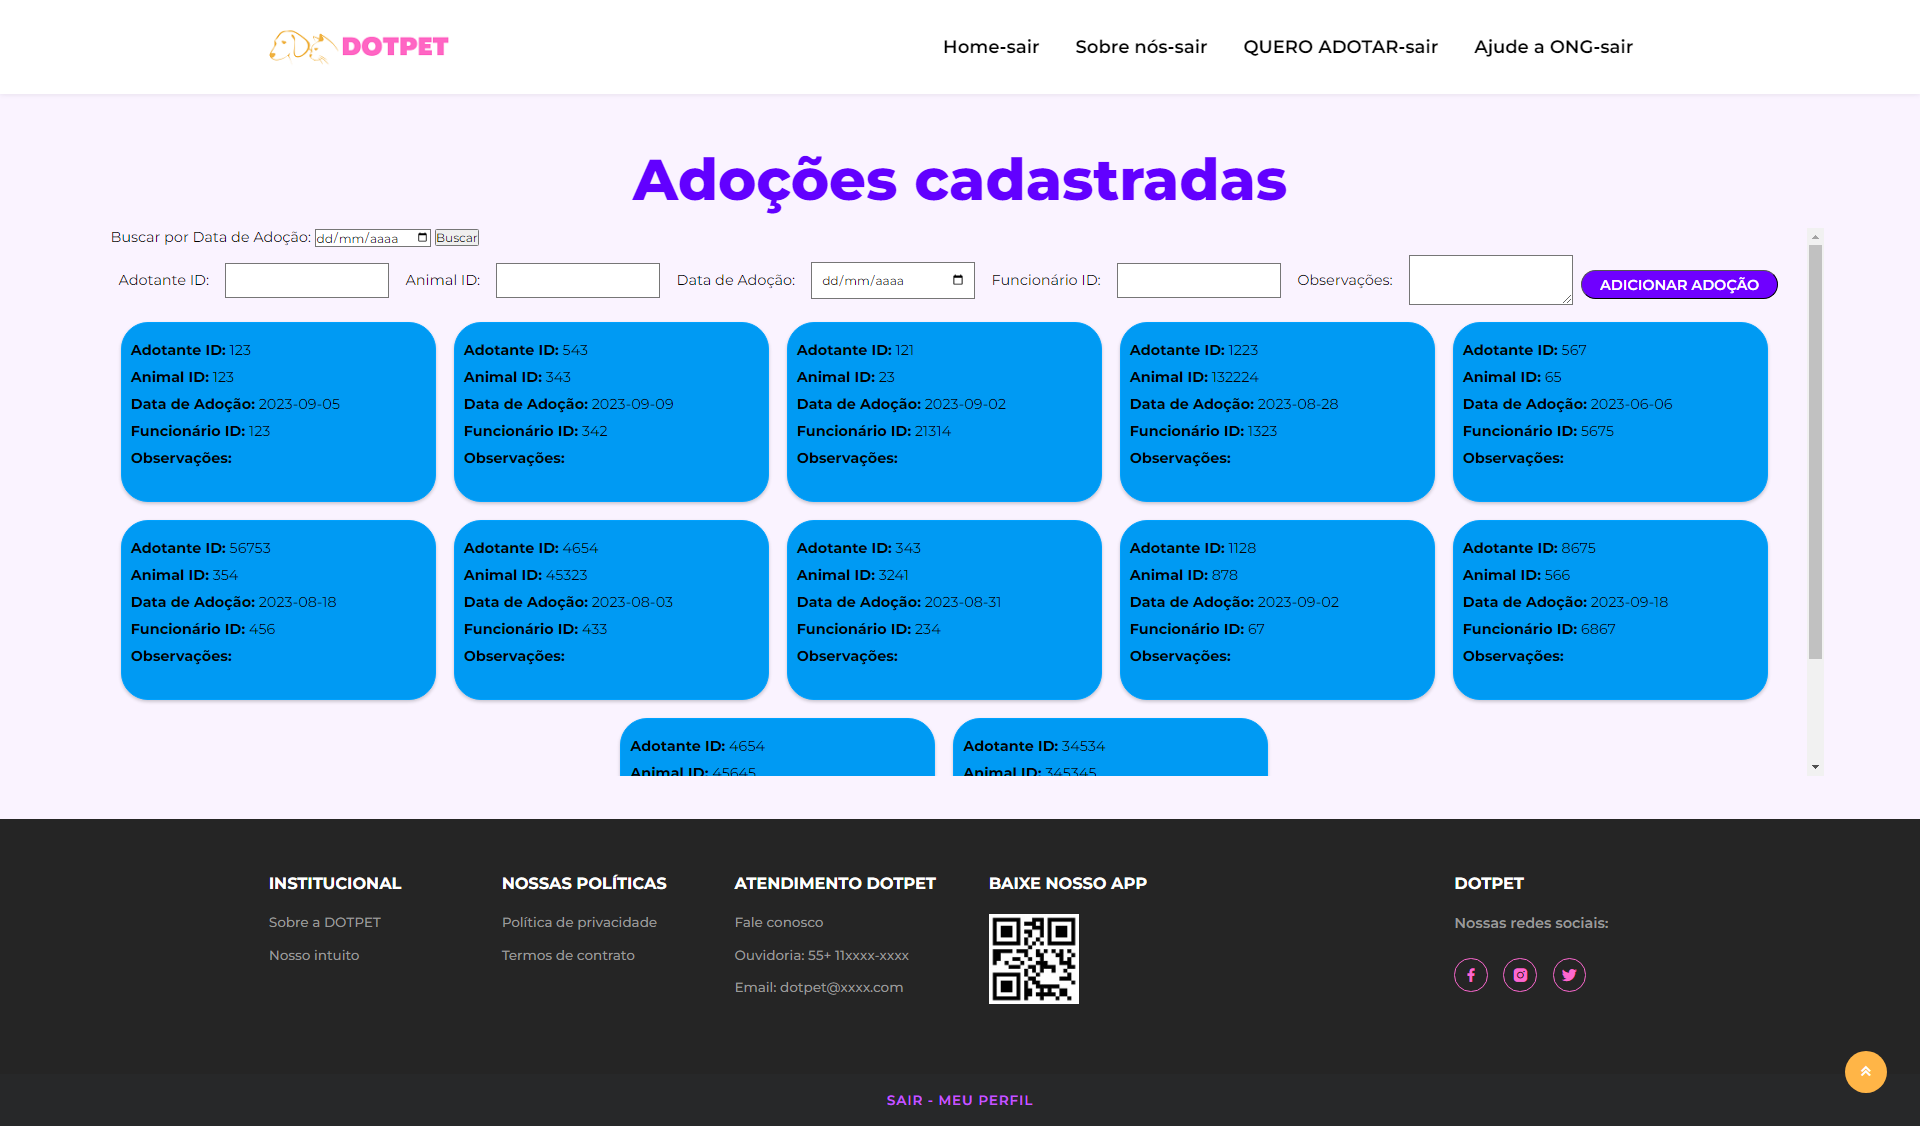 DOTPET
Home-sair Sobre nós-sair QUERO ADOTAR-sair Ajude a ONG-sair
Adoções cadastradas
Buscar por Data de Adoção: dd/mm/aaaa Buscar
Adotante ID: Animal ID: Data de Adoção: dd/mm/aaaa Funcionário ID: Observações: ADICIONAR ADOÇÃO
Adotante ID: 123
Animal ID: 123
Data de Adoção: 2023-09-05
Funcionário ID: 123
Observações:
Adotante ID: 543
Animal ID: 343
Data de Adoção: 2023-09-09
Funcionário ID: 342
Observações:
Adotante ID: 121
Animal ID: 23
Data de Adoção: 2023-09-02
Funcionário ID: 21314
Observações:
Adotante ID: 1223
Animal ID: 132224
Data de Adoção: 2023-08-28
Funcionário ID: 1323
Observações:
Adotante ID: 567
Animal ID: 65
Data de Adoção: 2023-06-06
Funcionário ID: 5675
Observações:
Adotante ID: 56753
Animal ID: 354
Data de Adoção: 2023-08-18
Funcionário ID: 456
Observações:
Adotante ID: 4654
Animal ID: 45323
Data de Adoção: 2023-08-03
Funcionário ID: 433
Observações:
Adotante ID: 343
Animal ID: 3241
Data de Adoção: 2023-08-31
Funcionário ID: 234
Observações:
Adotante ID: 1128
Animal ID: 878
Data de Adoção: 2023-09-02
Funcionário ID: 67
Observações:
Adotante ID: 8675
Animal ID: 566
Data de Adoção: 2023-09-18
Funcionário ID: 6867
Observações:
Adotante ID: 4654
Animal ID: 45645
Adotante ID: 34534
Animal ID: 345345
INSTITUCIONAL
Sobre a DOTPET
Nosso intuito
NOSSAS POLÍTICAS
Política de privacidade
Termos de contrato
ATENDIMENTO DOTPET
Fale conosco
Ouvidoria: 55+ 11xxxx-xxxx
Email: dotpet@xxxx.com
BAIXE NOSSO APP
DOTPET
Nossas redes sociais:
SAIR - MEU PERFIL